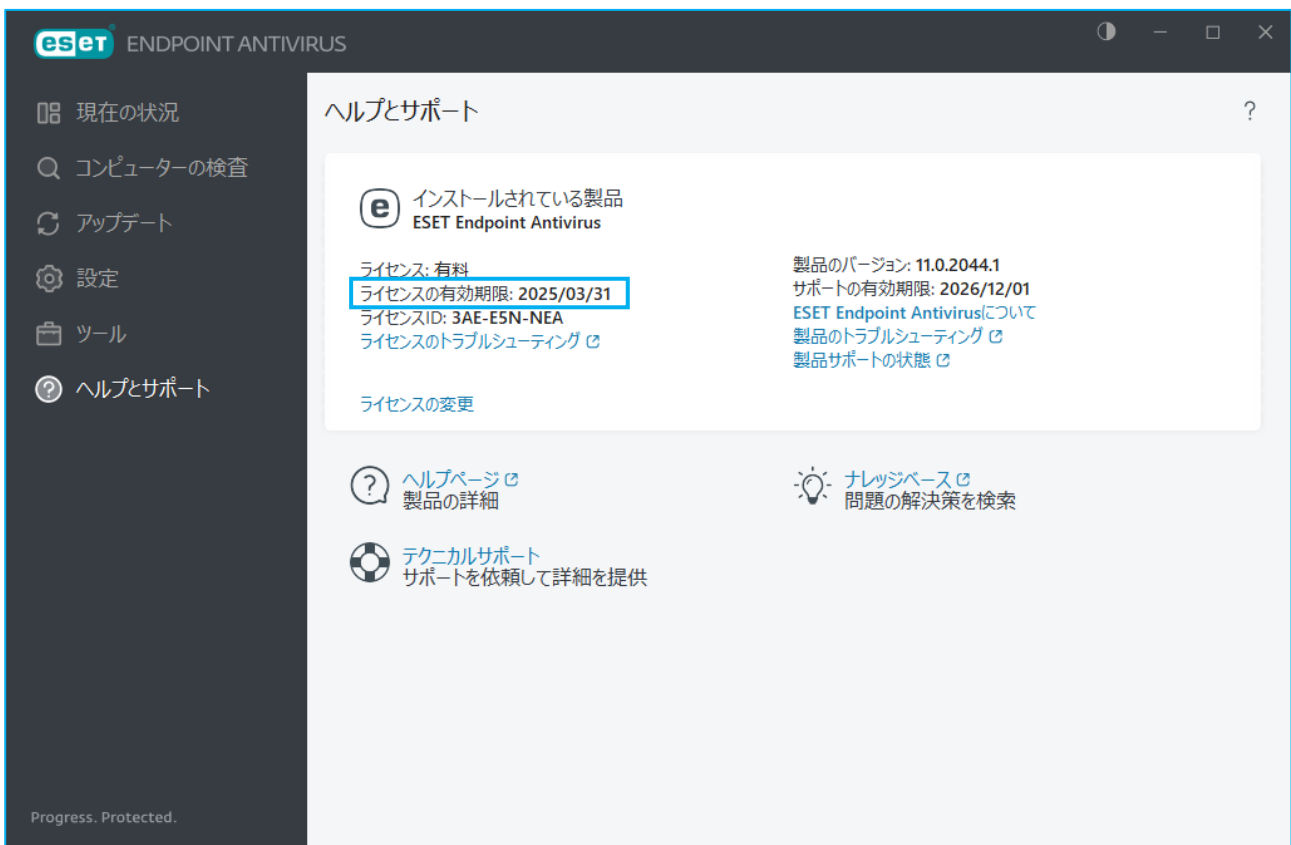 eset ENDPOINT ANTIVIRUS
現在の状況
コンピューターの検査
アップデート
設定
ツール
ヘルプとサポート
Progress. Protected.
ヘルプとサポート
?
インストールされている製品
ESET Endpoint Antivirus
ライセンス: 有料
ライセンスの有効期限: 2025/03/31
ライセンスID: 3AE-E5N-NEA
ライセンスのトラブルシューティング
ライセンスの変更
製品のバージョン: 11.0.2044.1
サポートの有効期限: 2026/12/01
ESET Endpoint Antivirusについて
製品のトラブルシューティング
製品サポートの状態
ヘルプページ
製品の詳細
ナレッジベース
問題の解決策を検索
テクニカルサポート
サポートを依頼して詳細を提供